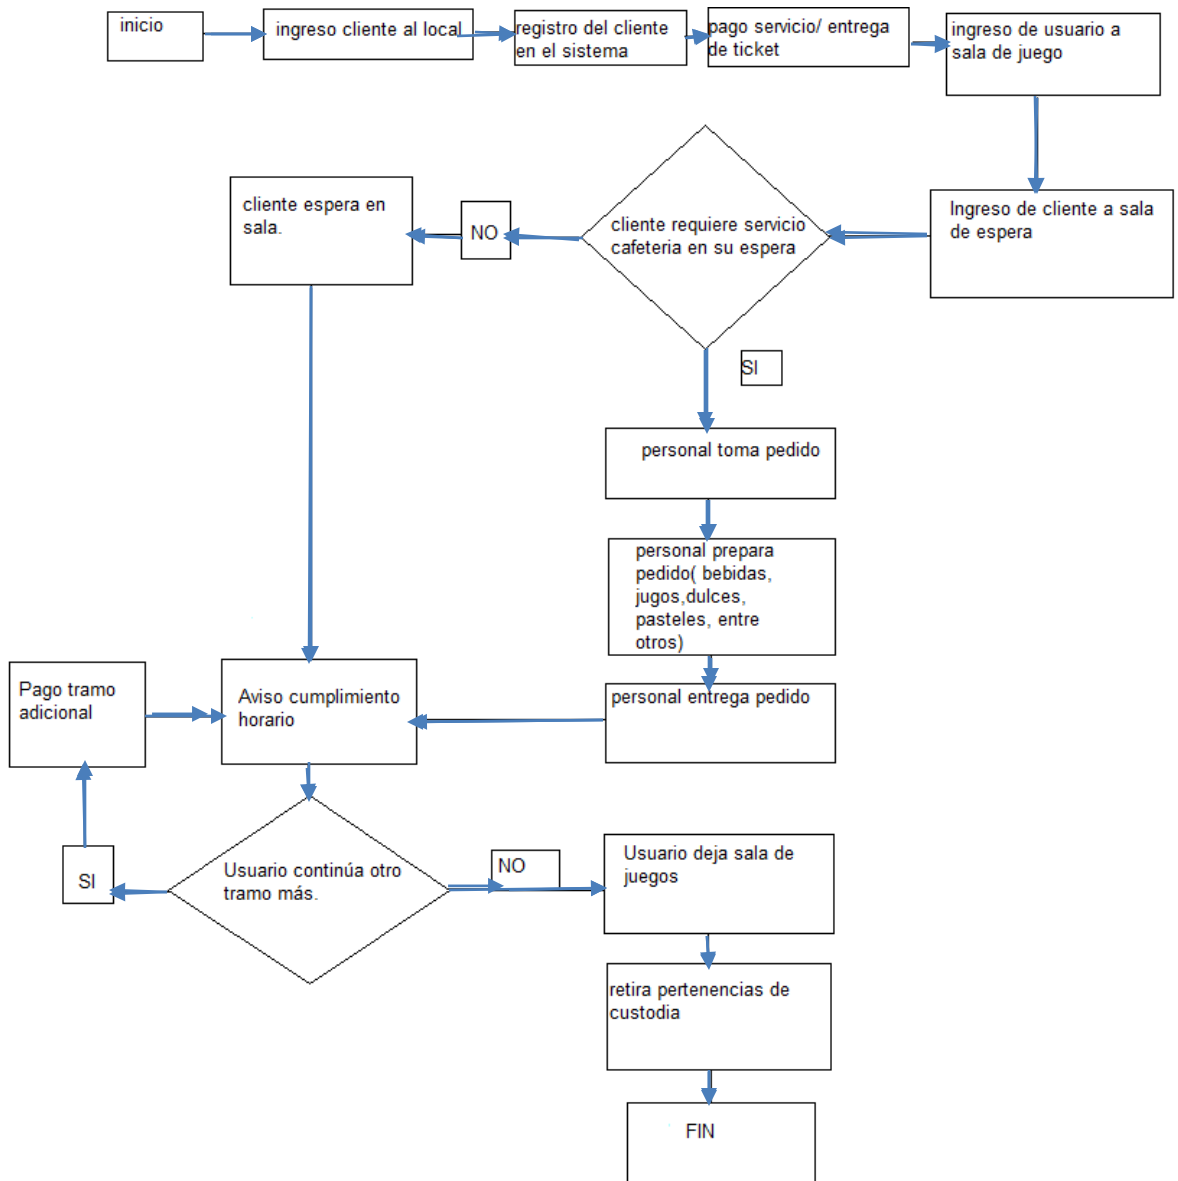 inicio
ingreso cliente al local
registro del cliente
en el sistema
pago servicio/ entrega
de ticket
ingreso de usuario a
sala de juego
Ingreso de cliente a sala
de espera
cliente requiere servicio
cafeteria en su espera
NO
cliente espera en
sala.
SI
personal toma pedido
personal prepara
pedido( bebidas,
jugos,dulces,
pasteles, entre
otros)
personal entrega pedido
Aviso cumplimiento
horario
Pago tramo
adicional
Usuario continúa otro
tramo más.
SI
NO
Usuario deja sala de
juegos
retira pertenencias de
custodia
FIN